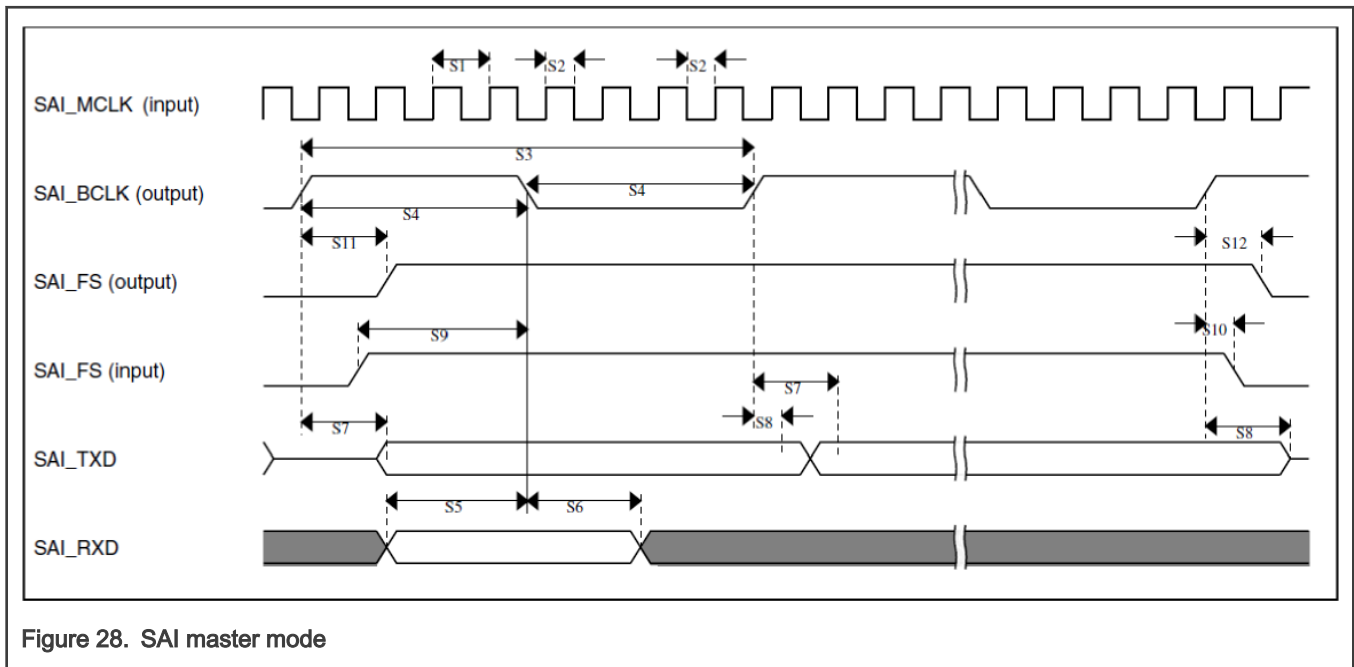 S1 S2 S2
SAI_MCLK (input)
S3
SAI_BCLK (output)
S4
S4
S11 S12
SAI_FS (output)
S9 S10
SAI_FS (input)
S7
S8
S7 S8
SAI_TXD
S5 S6
SAI_RXD
Figure 28. SAI master mode